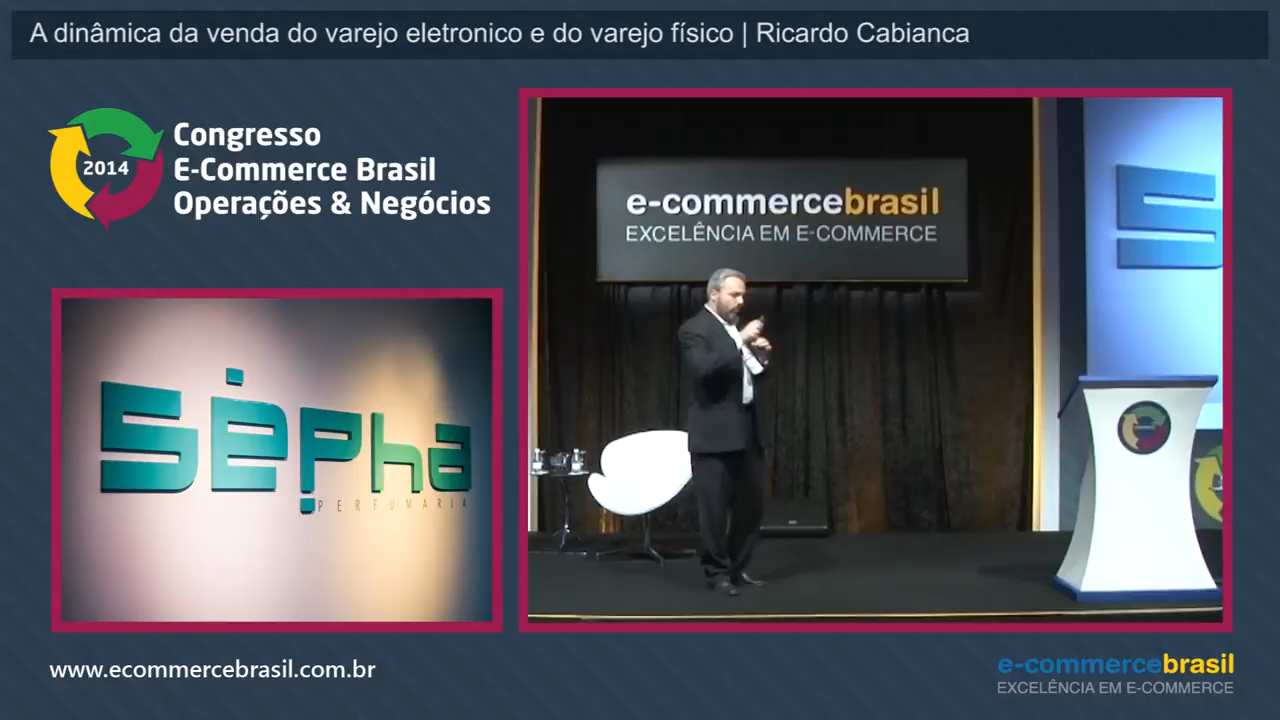 A dinâmica da venda do varejo eletronico e do varejo físico | Ricardo Cabianca
2014
Congresso
E-Commerce Brasil
Operações & Negócios
e-commercebrasil
EXCELÊNCIA EM E-COMMERCE
sèpha
PERFUMARIA
www.ecommercebrasil.com.br
e-commercebrasil
EXCELÊNCIA EM E-COMMERCE